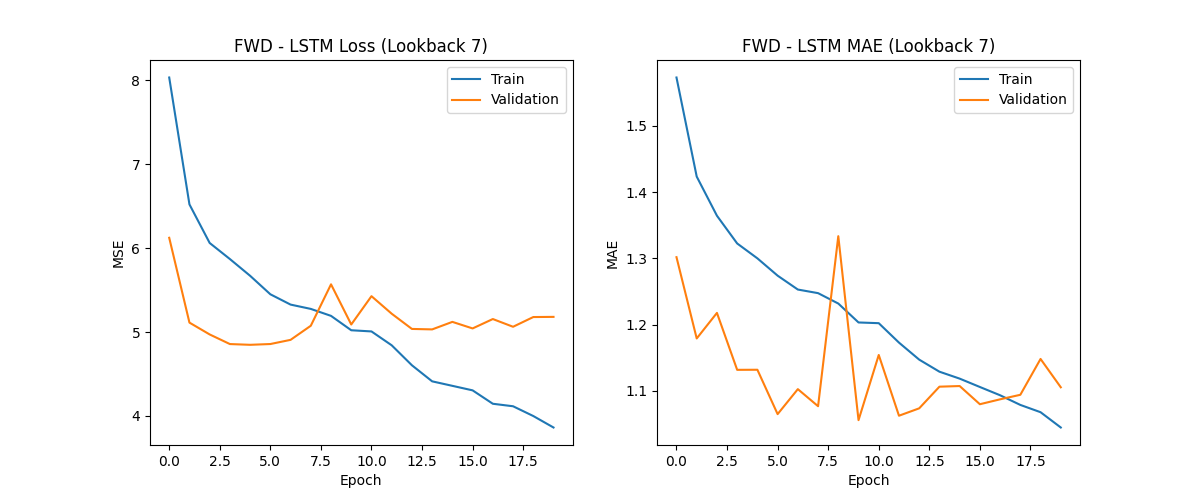 FWD - LSTM Loss (Lookback 7)
Train
Validation
8
7
6
5
4
MSE
0.0 2.5 5.0 7.5 10.0 12.5 15.0 17.5
Epoch
FWD - LSTM MAE (Lookback 7)
Train
Validation
1.5
1.4
1.3
1.2
1.1
MAE
0.0 2.5 5.0 7.5 10.0 12.5 15.0 17.5
Epoch